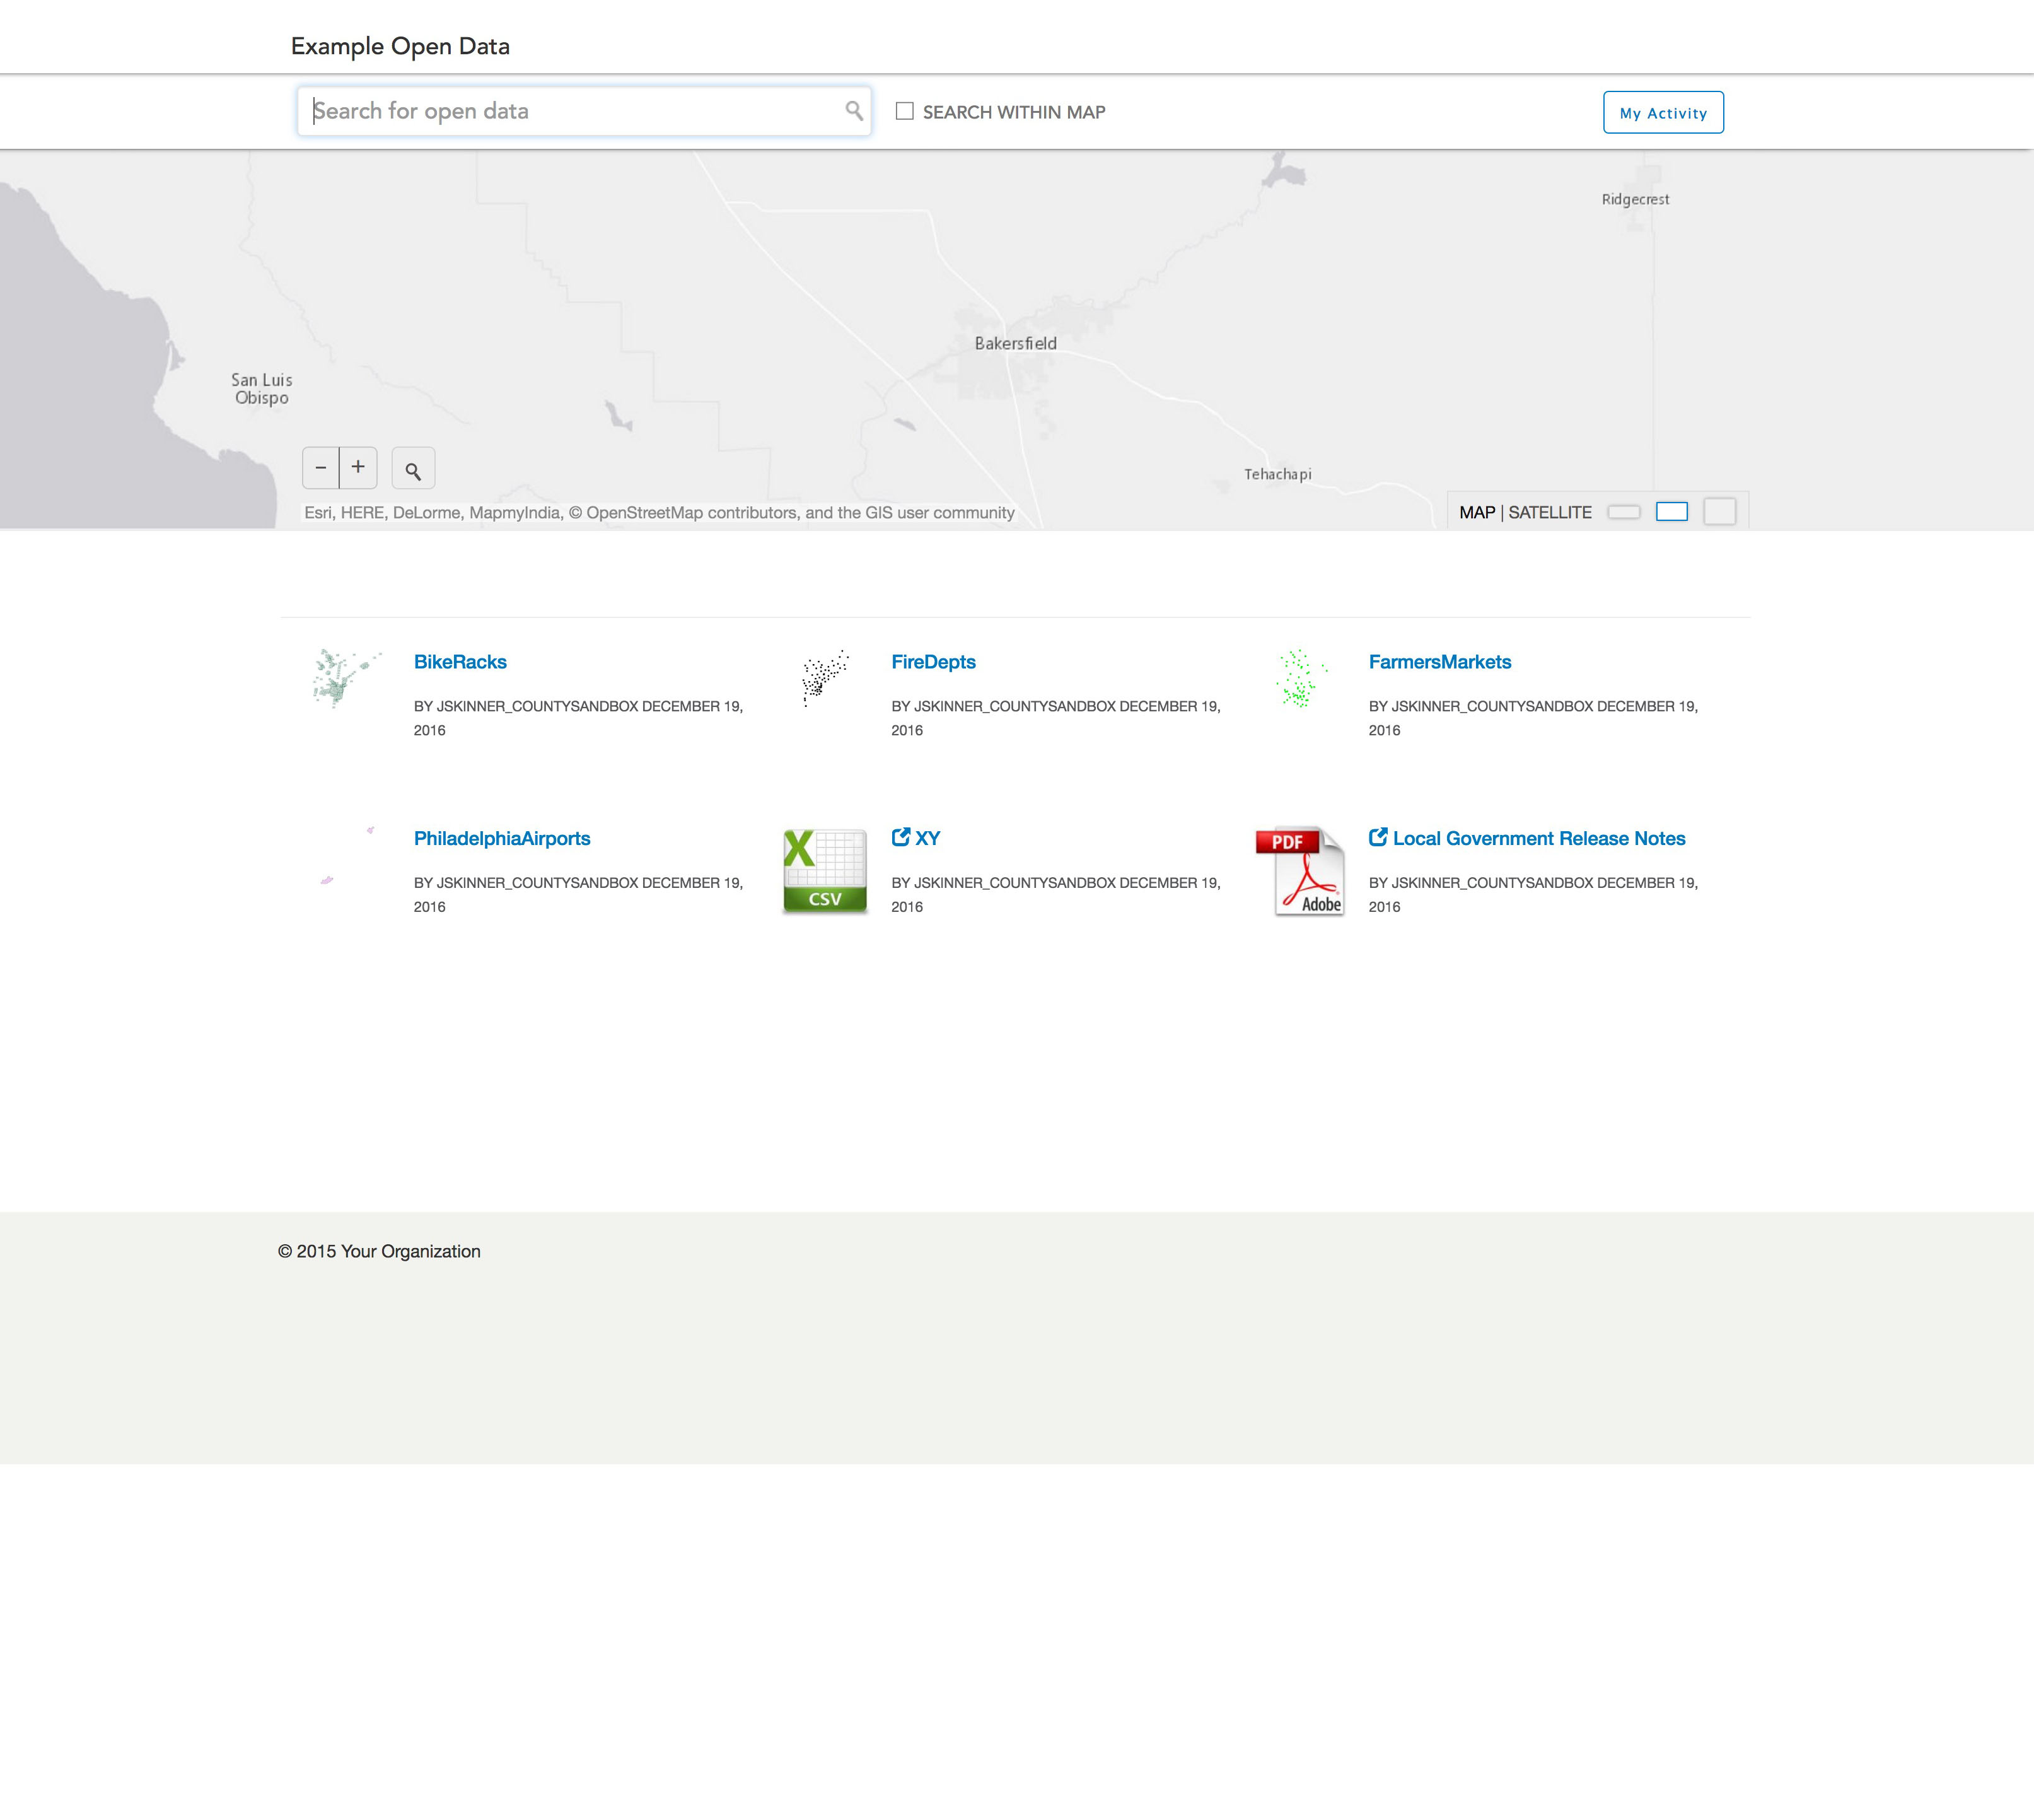 Example Open Data
Search for open data
SEARCH WITHIN MAP
My Activity
Ridgecrest
Bakersfield
San Luis
Obispo
Tehachapi
− +
Esri, HERE, DeLorme, MapmyIndia, © OpenStreetMap contributors, and the GIS user community
MAP | SATELLITE
BikeRacks
BY JSKINNER_COUNTYSANDBOX DECEMBER 19,
2016
FireDepts
BY JSKINNER_COUNTYSANDBOX DECEMBER 19,
2016
FarmersMarkets
BY JSKINNER_COUNTYSANDBOX DECEMBER 19,
2016
PhiladelphiaAirports
BY JSKINNER_COUNTYSANDBOX DECEMBER 19,
2016
X
CSV
XY
BY JSKINNER_COUNTYSANDBOX DECEMBER 19,
2016
PDF
Adobe
Local Government Release Notes
BY JSKINNER_COUNTYSANDBOX DECEMBER 19,
2016
© 2015 Your Organization